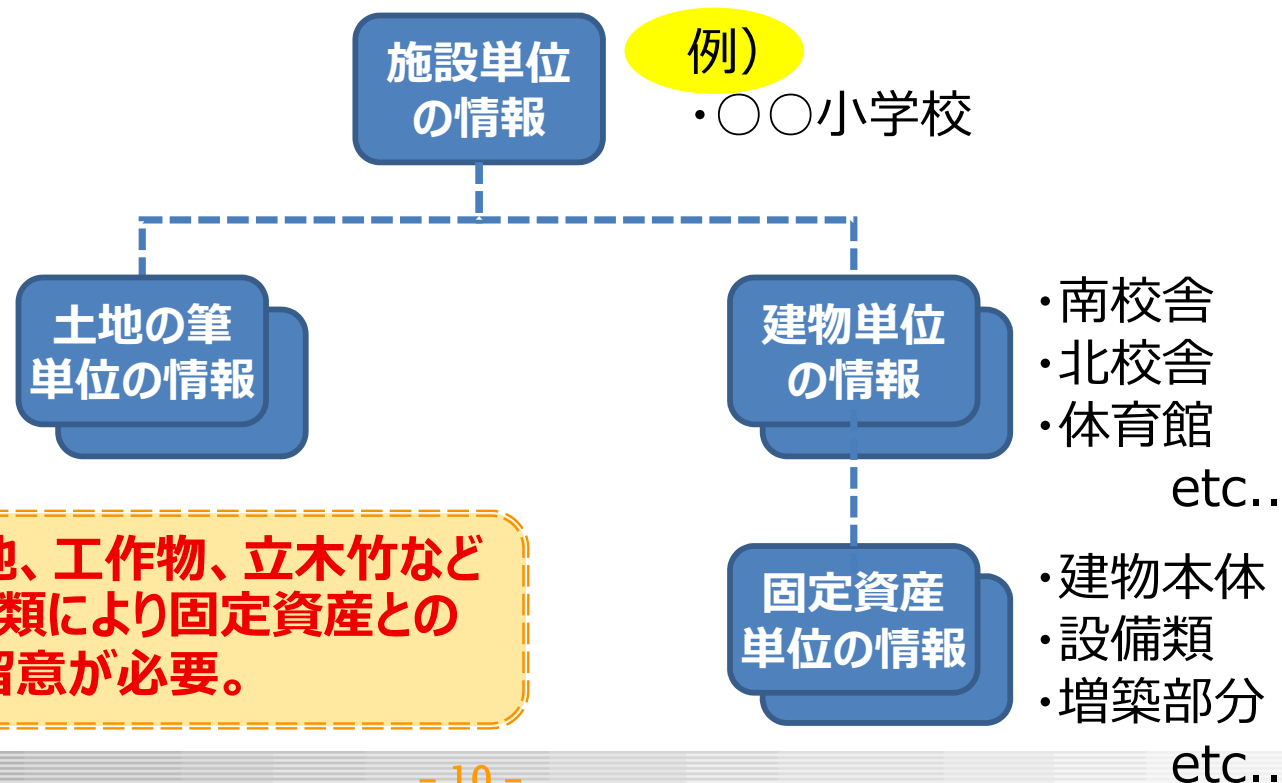 施設単位
の情報
例）
・○○小学校
土地の筆
単位の情報
建物単位
の情報
・南校舎
・北校舎
・体育館
etc..
地、工作物、立木竹など
類により固定資産との
留意が必要。
固定資産
単位の情報
・建物本体
・設備類
・増築部分
etc..
- 10 -